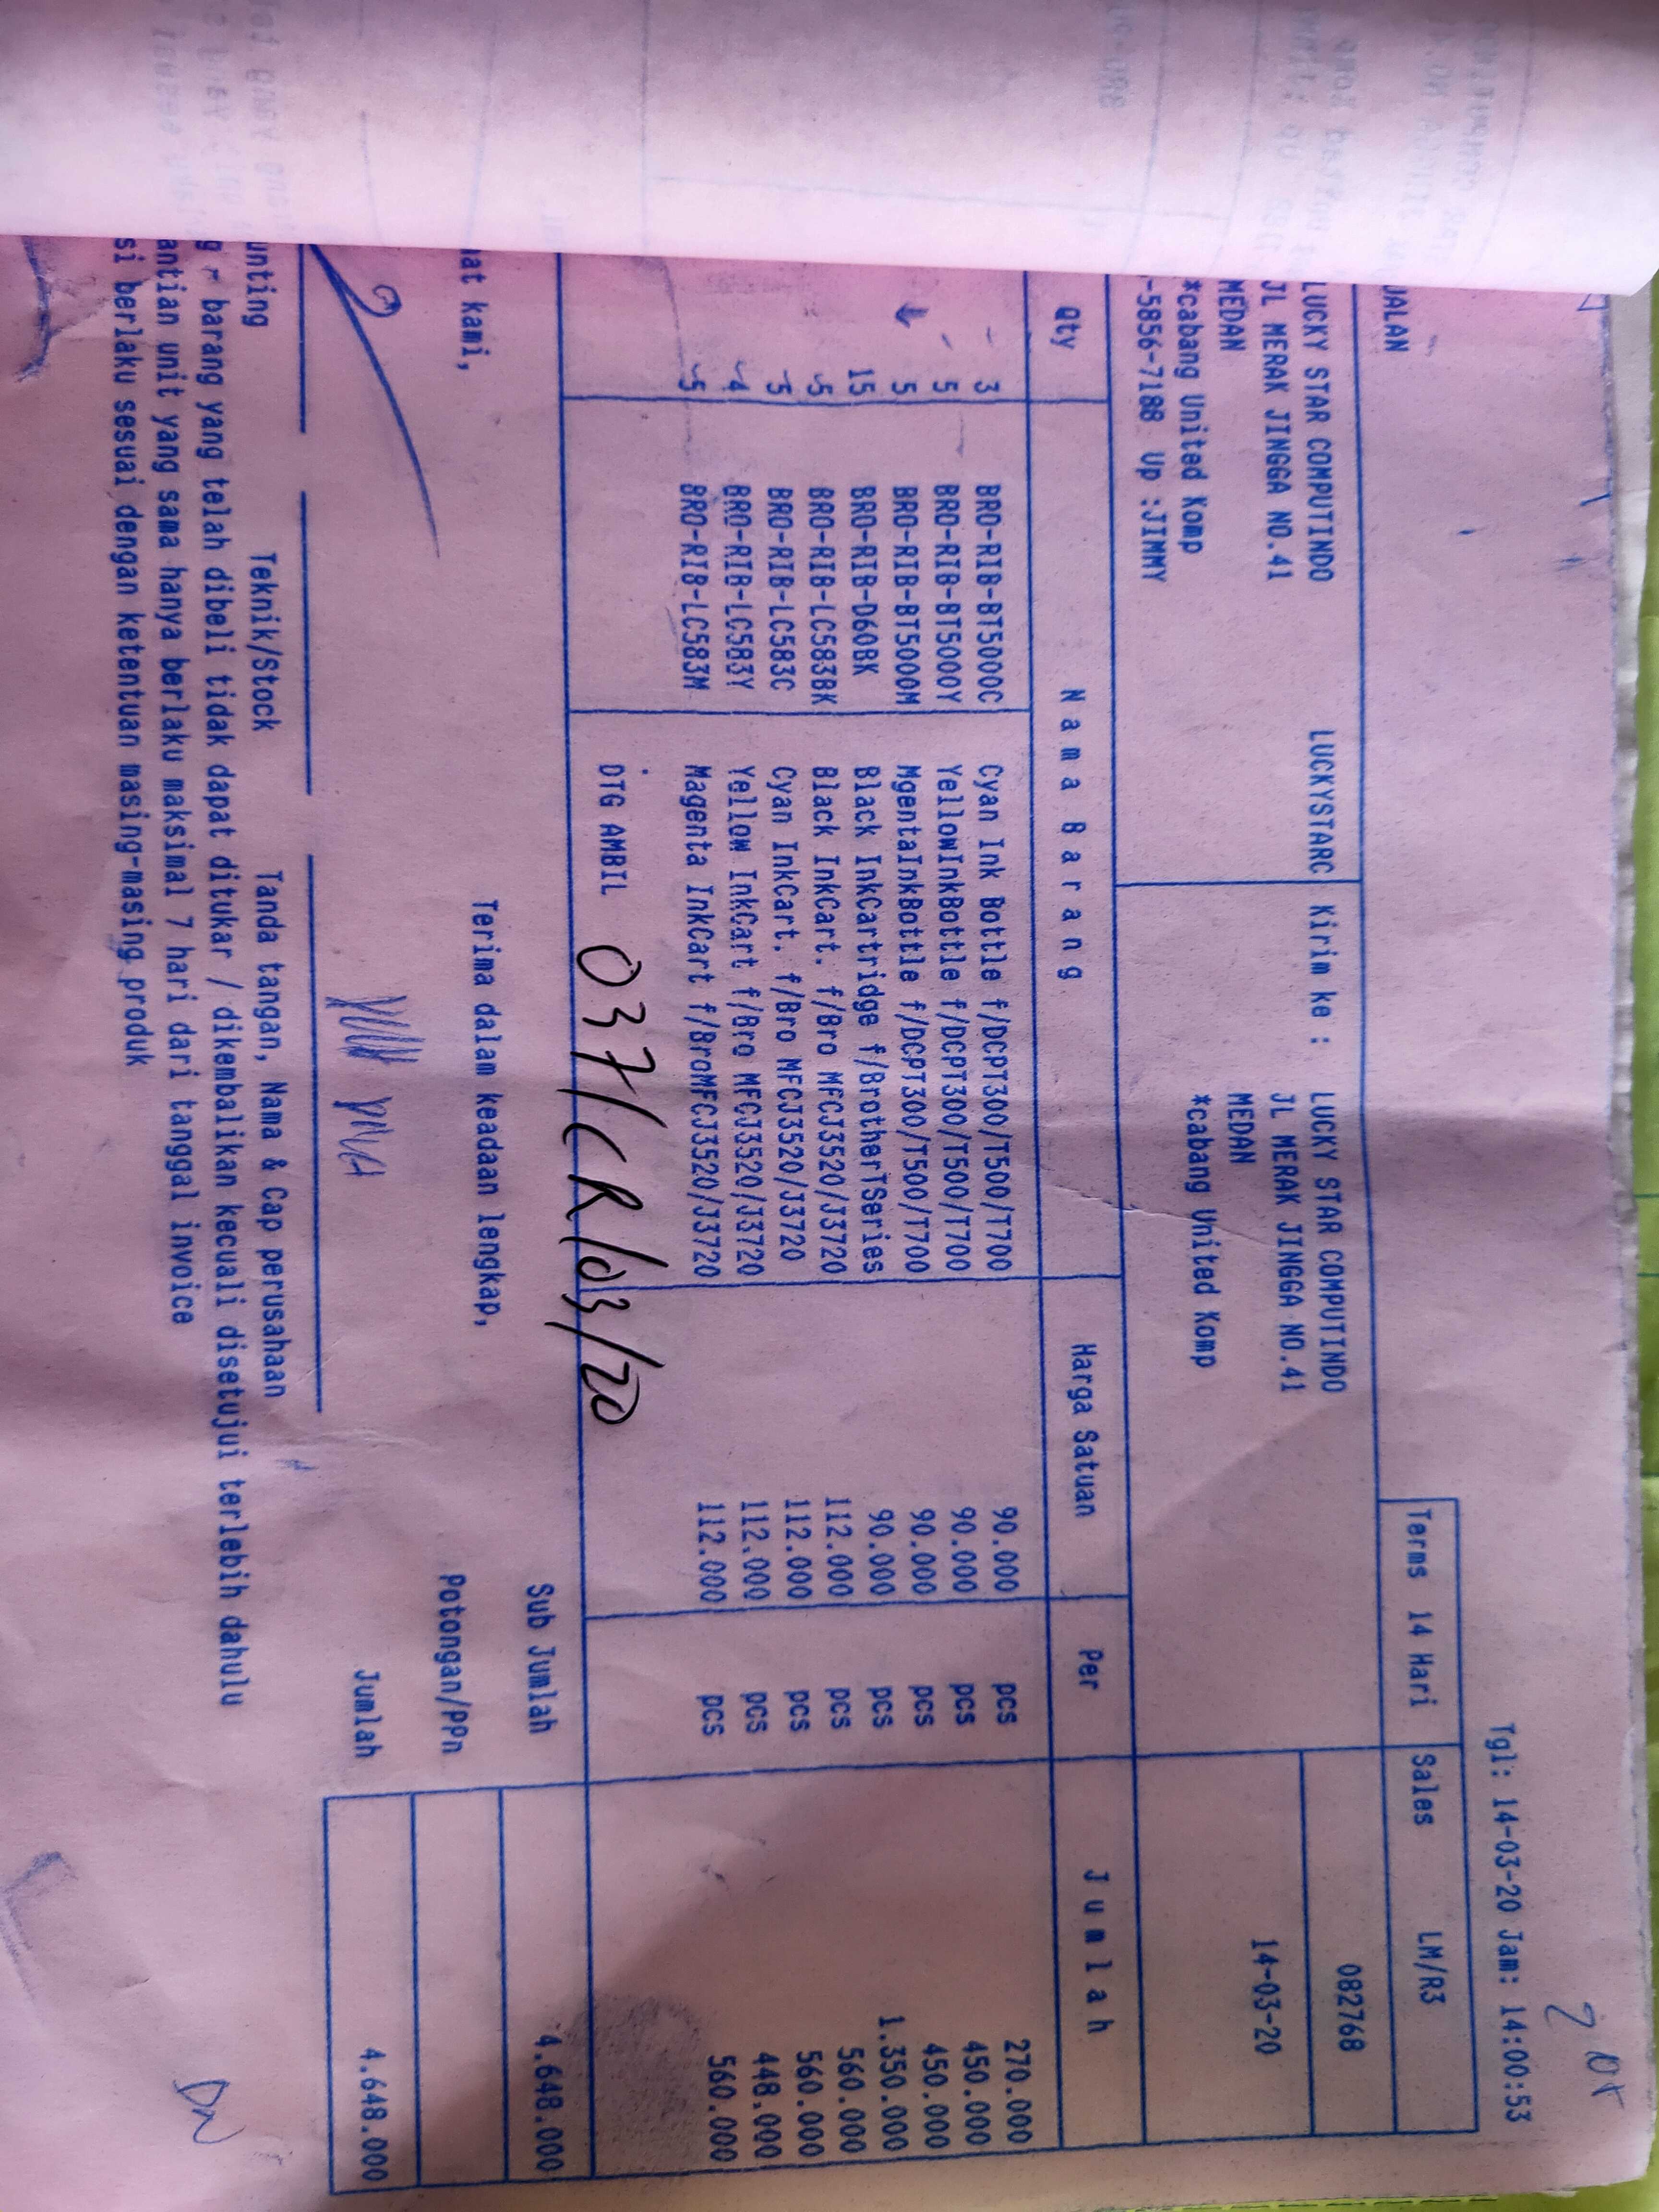 Tgl: 14-03-20 Jam: 14:00:53
JALAN
Terms 14 Hari Sales LM/R3
LUCKY STAR COMPUTINDO LUCKYSTARC Kirim ke : LUCKY STAR COMPUTINDO 082768
JL MERAK JINGGA NO.41 JL MERAK JINGGA NO.41
MEDAN MEDAN 14-03-20
*cabang United Komp *cabang United Komp
-5856-7188 Up :JIMMY
Qty Nama Barang Harga Satuan Per Jumlah
3 BRO-RIB-BT5000C Cyan Ink Bottle f/DCPT300/T500/T700 90.000 pcs 270.000
5 BRO-RIB-BT5000Y YellowInkBottle f/DCPT300/T500/T700 90.000 pcs 450.000
5 BRO-RIB-BT5000M MgentaInkBottle f/DCPT300/T500/T700 90.000 pcs 450.000
15 BRO-RIB-D60BK Black InkCartridge f/BrotherTSeries 90.000 pcs 1.350.000
5 BRO-RIB-LC583BK Black InkCart. f/Bro MFCJ3520/J3720 112.000 pcs 560.000
5 BRO-RIB-LC583C Cyan InkCart. f/Bro MFCJ3520/J3720 112.000 pcs 560.000
4 BRO-RIB-LC583Y Yellow InkCart f/Bro MFCJ3520/J3720 112.000 pcs 448.000
5 BRO-RIB-LC583M Magenta InkCart f/BroMFCJ3520/J3720 112.000 pcs 560.000
DTG AMBIL 037/CR/03/20
Sub Jumlah 4.648.000
mat kami, Terima dalam keadaan lengkap,
Potongan/PPn
Jumlah 4.648.000
unting Teknik/Stock Tanda tangan, Nama & Cap perusahaan
g - barang yang telah dibeli tidak dapat ditukar / dikembalikan kecuali disetujui terlebih dahulu
antian unit yang sama hanya berlaku maksimal 7 hari dari tanggal invoice
si berlaku sesuai dengan ketentuan masing-masing produk